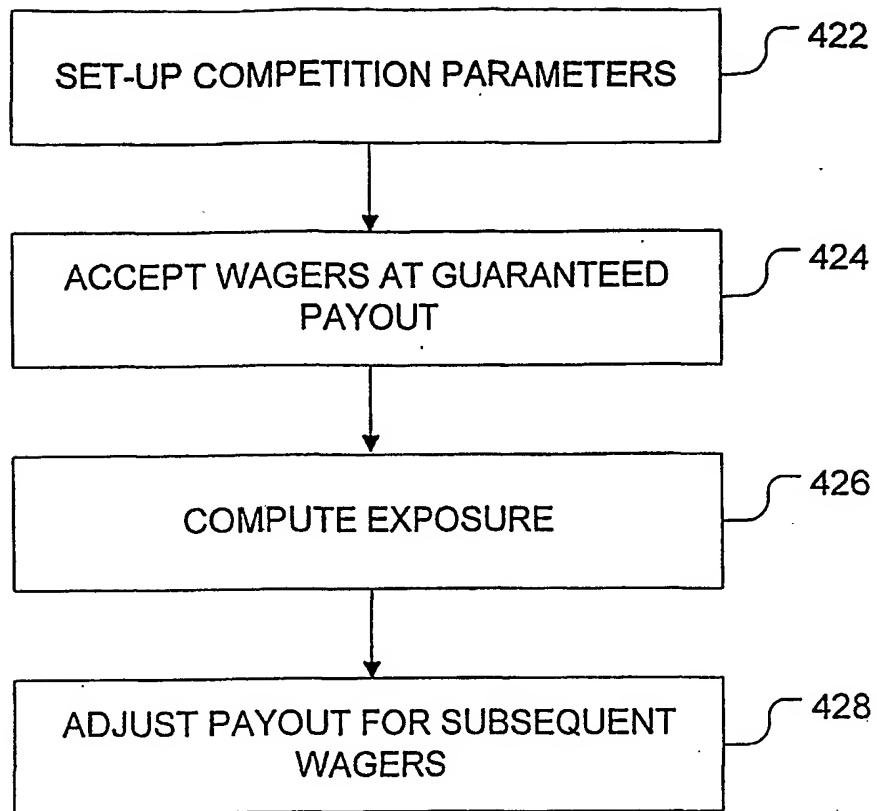 SET-UP COMPETITION PARAMETERS
422
ACCEPT WAGERS AT GUARANTEED
PAYOUT
424
COMPUTE EXPOSURE
426
ADJUST PAYOUT FOR SUBSEQUENT
WAGERS
428